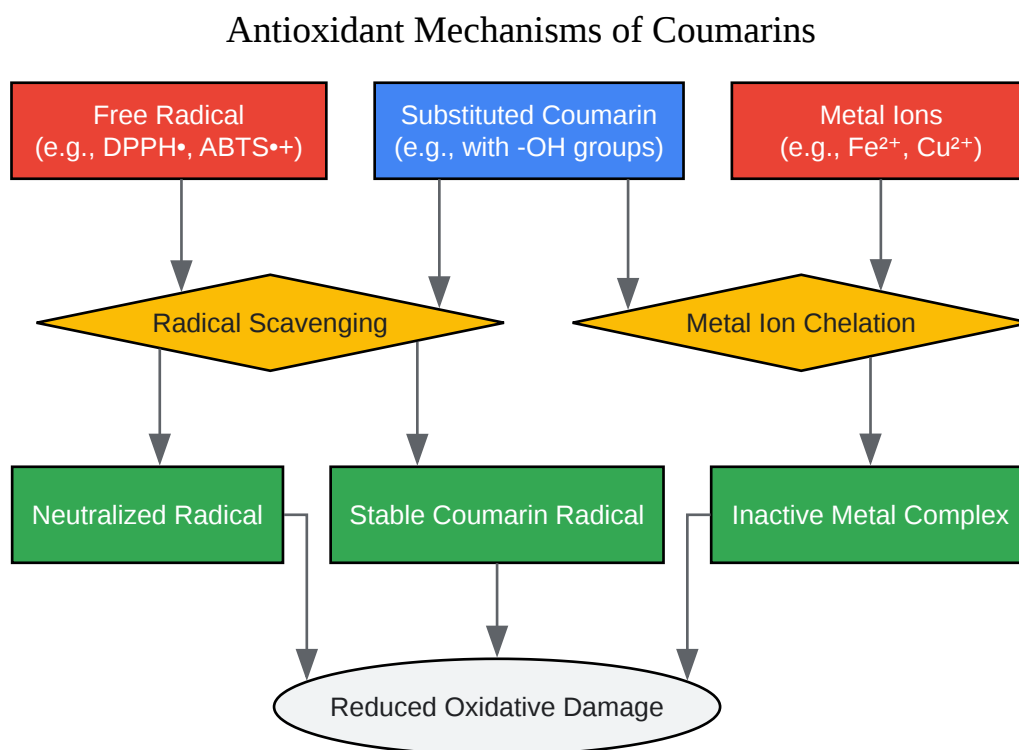 Antioxidant Mechanisms of Coumarins
Free Radical
(e.g., DPPH•, ABTS•+)
Substituted Coumarin
(e.g., with -OH groups)
Metal Ions
(e.g., Fe²⁺, Cu²⁺)
Radical Scavenging
Metal Ion Chelation
Neutralized Radical
Stable Coumarin Radical
Inactive Metal Complex
Reduced Oxidative Damage